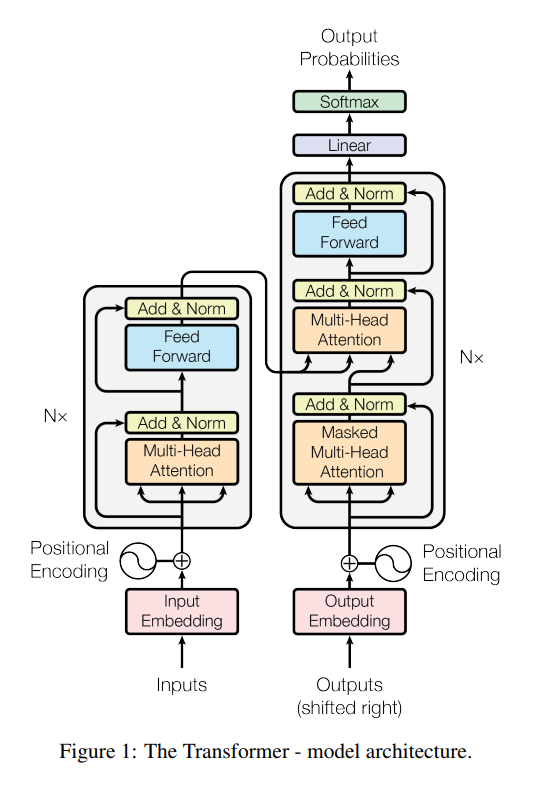 Output
Probabilities
Softmax
Linear
Add & Norm
Feed
Forward
Add & Norm
Multi-Head
Attention
Add & Norm
Masked
Multi-Head
Attention
N×
Add & Norm
Feed
Forward
Add & Norm
Multi-Head
Attention
N×
Positional
Encoding
Positional
Encoding
Input
Embedding
Output
Embedding
Inputs
Outputs
(shifted right)
Figure 1: The Transformer - model architecture.